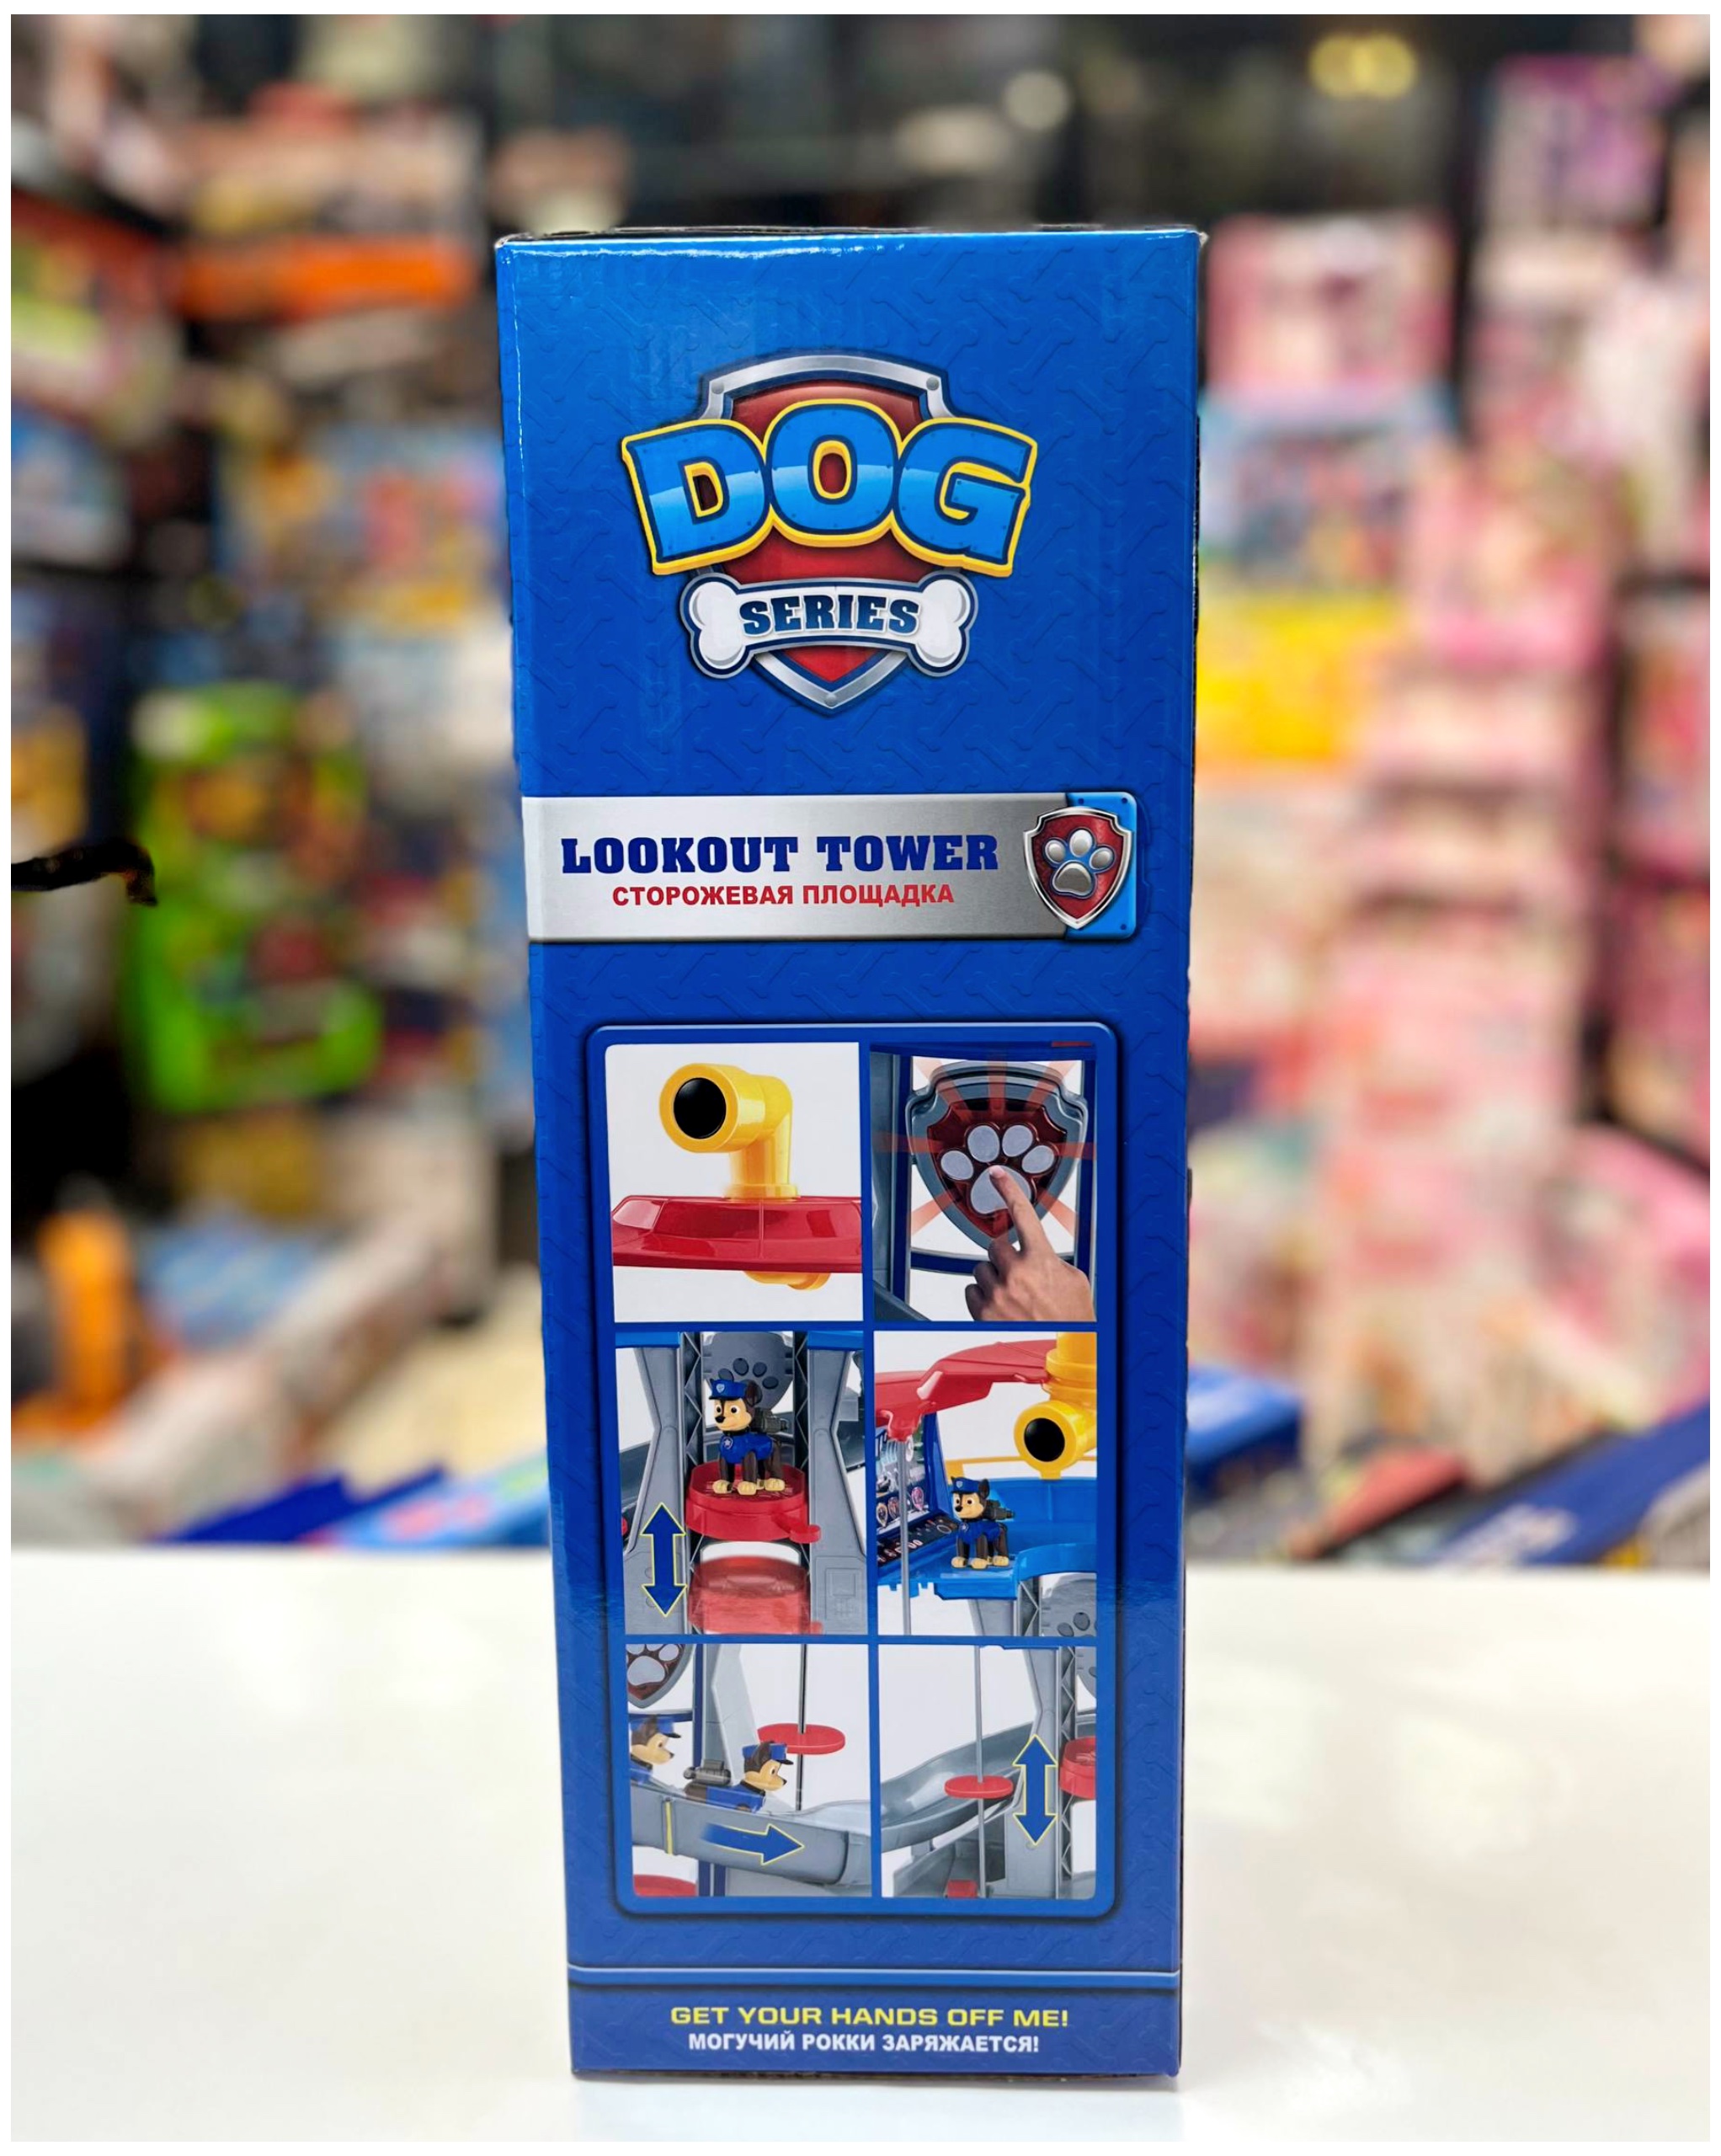 DOG
SERIES
LOOKOUT TOWER
СТОРОЖЕВАЯ ПЛОЩАДКА
GET YOUR HANDS OFF ME!
МОГУЧИЙ РОККИ ЗАРЯЖАЕТСЯ!